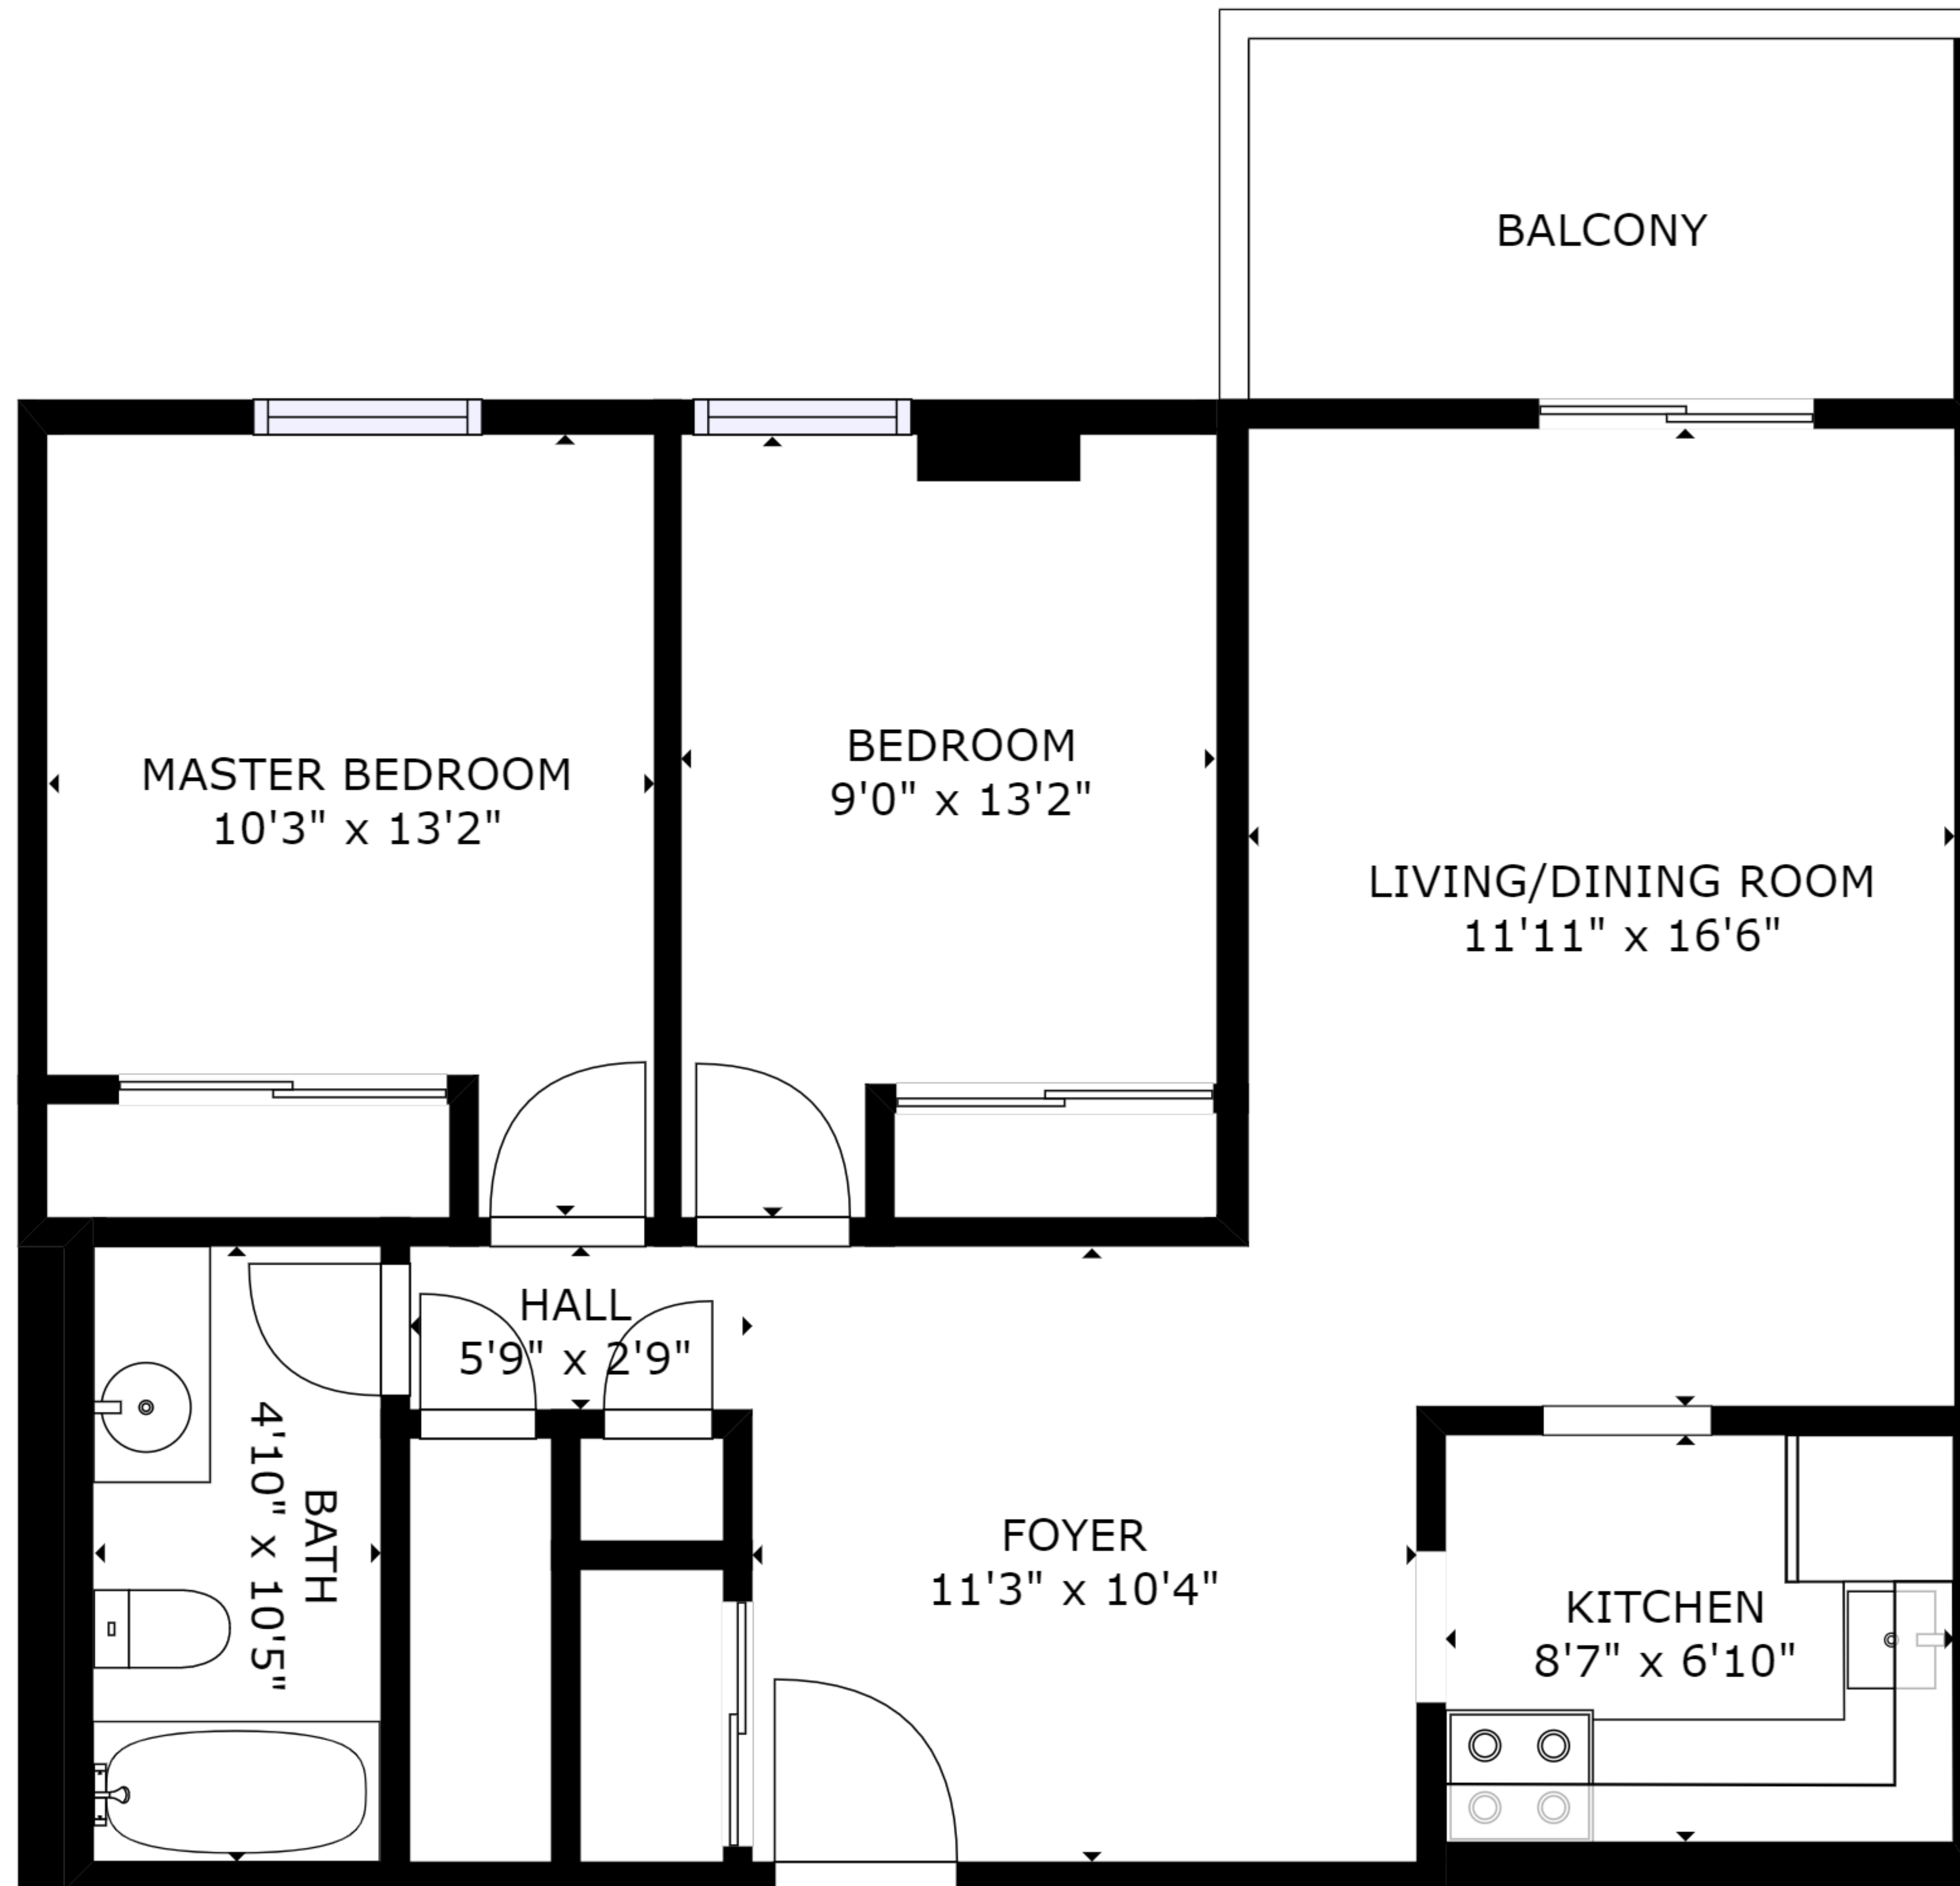 BALCONY
MASTER BEDROOM
10'3" x 13'2"
BEDROOM
9'0" x 13'2"
LIVING/DINING ROOM
11'11" x 16'6"
HALL
5'9" x 2'9"
BATH
4'10" x 10'5"
FOYER
11'3" x 10'4"
KITCHEN
8'7" x 6'10"